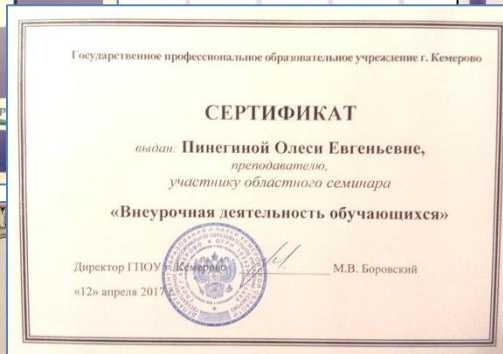 Государственное профессиональное образовательное учреждение г. Кемерово
СЕРТИФИКАТ
выдан: Пинегиной Олеси Евгеньевне,
преподавателю,
участнику областного семинара
«Внеурочная деятельность обучающихся»
Директор ГПОУ г. Кемерово М.В. Боровский
«12» апреля 2017